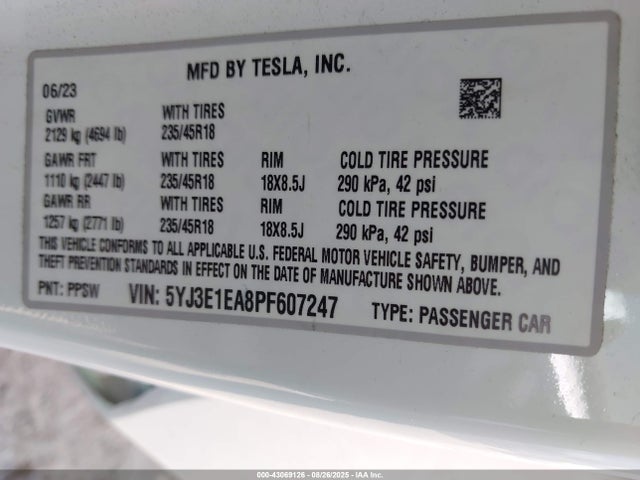 MFD BY TESLA, INC.
06/23
GVWR WITH TIRES
2129 kg (4694 lb) 235/45R18
GAWR FRT WITH TIRES RIM COLD TIRE PRESSURE
1110 kg (2447 lb) 235/45R18 18X8.5J 290 kPa, 42 psi
GAWR RR WITH TIRES RIM COLD TIRE PRESSURE
1257 kg (2771 lb) 235/45R18 18X8.5J 290 kPa, 42 psi
THIS VEHICLE CONFORMS TO ALL APPLICABLE U.S. FEDERAL MOTOR VEHICLE SAFETY, BUMPER, AND
THEFT PREVENTION STANDARDS IN EFFECT ON THE DATE OF MANUFACTURE SHOWN ABOVE.
PNT: PPSW VIN: 5YJ3E1EA8PF607247 TYPE: PASSENGER CAR
000-43069126 - 08/26/2025 - IAA Inc.